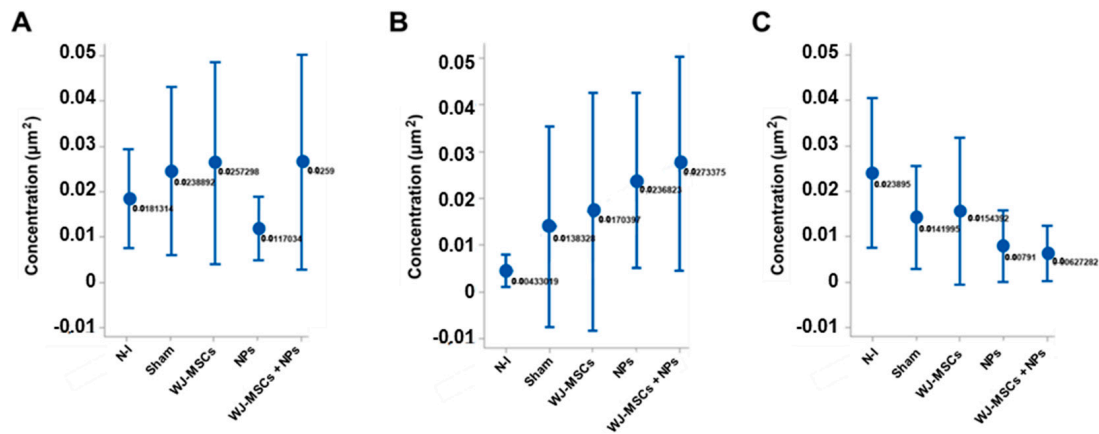 A
Concentration (µm²)
0.05
0.04
0.03
0.02
0.01
0
-0.01
0.0181314
0.0238892
0.0257298
0.0117034
0.0259
N-I
Sham
WJ-MSCs
NPs
WJ-MSCs + NPs
B
Concentration (µm²)
0.05
0.04
0.03
0.02
0.01
0
-0.01
0.00433019
0.0138328
0.0170397
0.0236823
0.0273375
N-I
Sham
WJ-MSCs
NPs
WJ-MSCs + NPs
C
Concentration (µm²)
0.05
0.04
0.03
0.02
0.01
0
-0.01
0.023895
0.0141995
0.0154392
0.00791
0.00627282
N-I
Sham
WJ-MSCs
NPs
WJ-MSCs + NPs